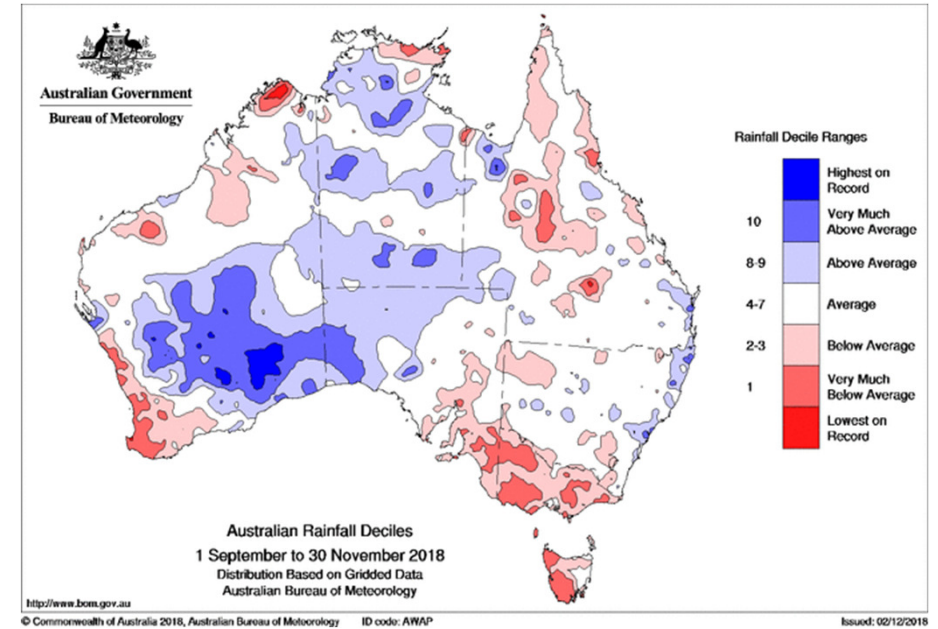 Australian Government
Bureau of Meteorology
Rainfall Decile Ranges
Highest on
Record
10
Very Much
Above Average
8-9
Above Average
4-7
Average
2-3
Below Average
1
Very Much
Below Average
Lowest on
Record
Australian Rainfall Deciles
1 September to 30 November 2018
Distribution Based on Gridded Data
Australian Bureau of Meteorology
http://www.bom.gov.au
© Commonwealth of Australia 2018, Australian Bureau of Meteorology
ID code: AWAP
Issued: 02/12/2018